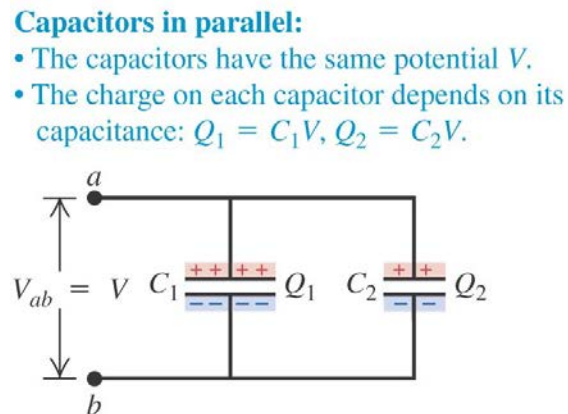 Capacitors in parallel:
• The capacitors have the same potential V.
• The charge on each capacitor depends on its
capacitance: Q₁ = C₁V, Q₂ = C₂V.
a
+ + + + + +
V_ab = V C₁ Q₁ C₂ Q₂
− − − − − −
b